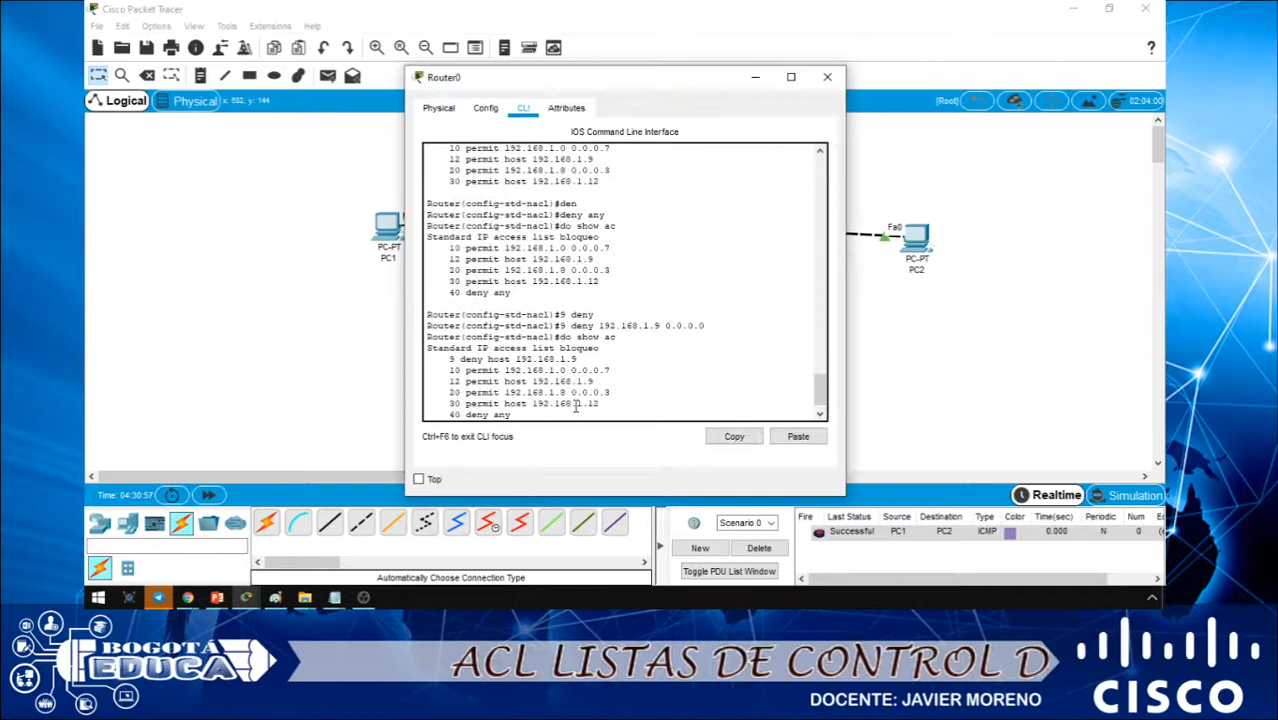 Cisco Packet Tracer
File Edit Options View Tools Extensions Help
Logical Physical x: 682, y: 144 [Root] 02:04:00
Router0
Physical Config CLI Attributes
IOS Command Line Interface
10 permit 192.168.1.0 0.0.0.7
12 permit host 192.168.1.9
20 permit 192.168.1.8 0.0.0.3
30 permit host 192.168.1.12
Router(config-std-nacl)#den
Router(config-std-nacl)#deny any
Router(config-std-nacl)#do show ac
Standard IP access list bloqueo
10 permit 192.168.1.0 0.0.0.7
12 permit host 192.168.1.9
20 permit 192.168.1.8 0.0.0.3
30 permit host 192.168.1.12
40 deny any
Router(config-std-nacl)#9 deny
Router(config-std-nacl)#9 deny 192.168.1.9 0.0.0.0
Router(config-std-nacl)#do show ac
Standard IP access list bloqueo
9 deny host 192.168.1.9
10 permit 192.168.1.0 0.0.0.7
12 permit host 192.168.1.9
20 permit 192.168.1.8 0.0.0.3
30 permit host 192.168.1.12
40 deny any
Ctrl+F6 to exit CLI focus
Copy Paste
Top
PC-PT
PC1
Fa0
PC-PT
PC2
Time: 04:30:57
Realtime Simulation
Scenario 0
New Delete
Toggle PDU List Window
Fire Last Status Source Destination Type Color Time(sec) Periodic Num
Successful PC1 PC2 ICMP 0.000 N 0
Automatically Choose Connection Type
BOGOTÁ
EDUCA
ACL LISTAS DE CONTROL D
DOCENTE: JAVIER MORENO
CISCO